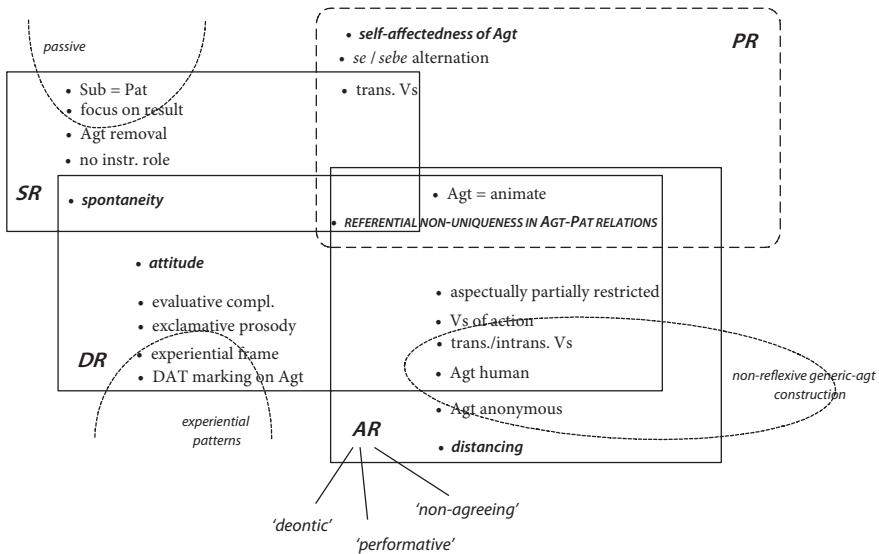 passive
• self-affectedness of Agt
• se / sebe alternation
PR
• trans. Vs
• Sub = Pat
• focus on result
• Agt removal
• no instr. role
SR
• spontaneity
• Agt = animate
• REFERENTIAL NON-UNIQUENESS IN AGT-PAT RELATIONS
• attitude
• evaluative compl.
• exclamative prosody
• experiential frame
• DAT marking on Agt
DR
• aspectually partially restricted
• Vs of action
• trans./intrans. Vs
• Agt human
• Agt anonymous
• distancing
non-reflexive generic-agt
construction
experiential
patterns
AR
'deontic'
'performative'
'non-agreeing'